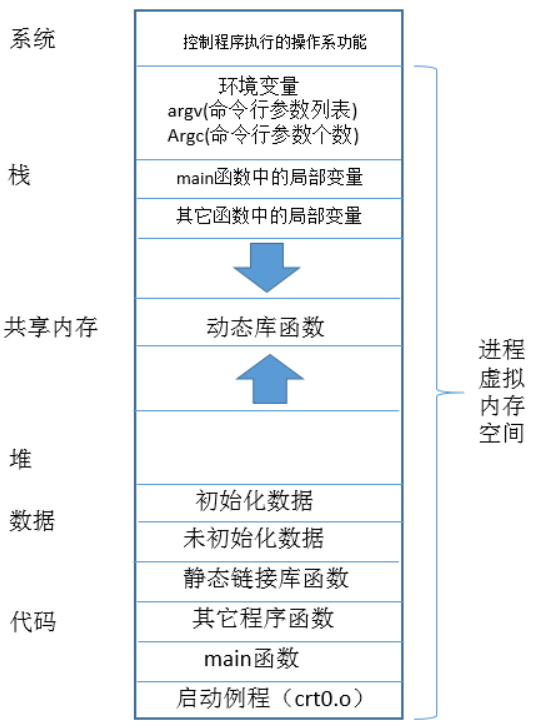 系统
控制程序执行的操作系功能
环境变量
argv(命令行参数列表)
Argc(命令行参数个数)
栈
main函数中的局部变量
其它函数中的局部变量
共享内存
动态库函数
进程
虚拟
内存
空间
堆
初始化数据
数据
未初始化数据
静态链接库函数
代码
其它程序函数
main函数
启动例程（crt0.o）